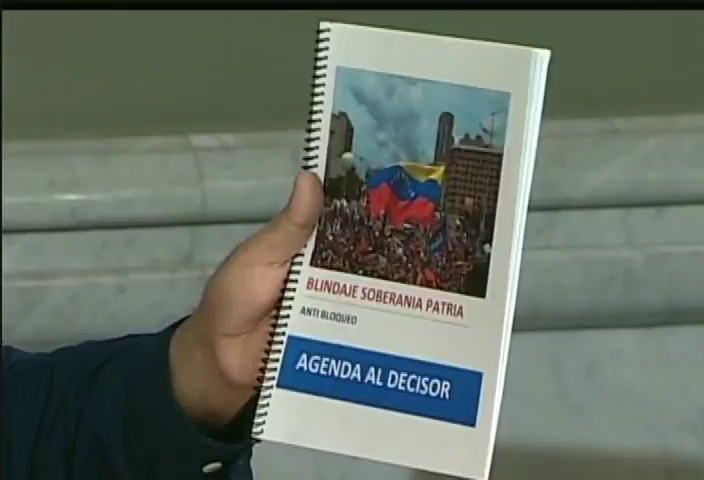 BLINDAJE SOBERANIA PATRIA
ANTI BLOQUEO
AGENDA AL DECISOR